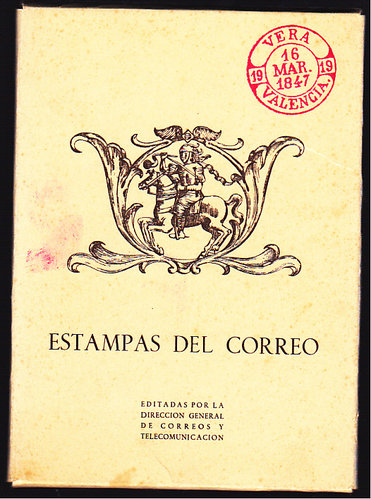 VERA
16
MAR.
1847
19 19
VALENCIA.
ESTAMPAS DEL CORREO
EDITADAS POR LA
DIRECCION GENERAL
DE CORREOS Y
TELECOMUNICACION